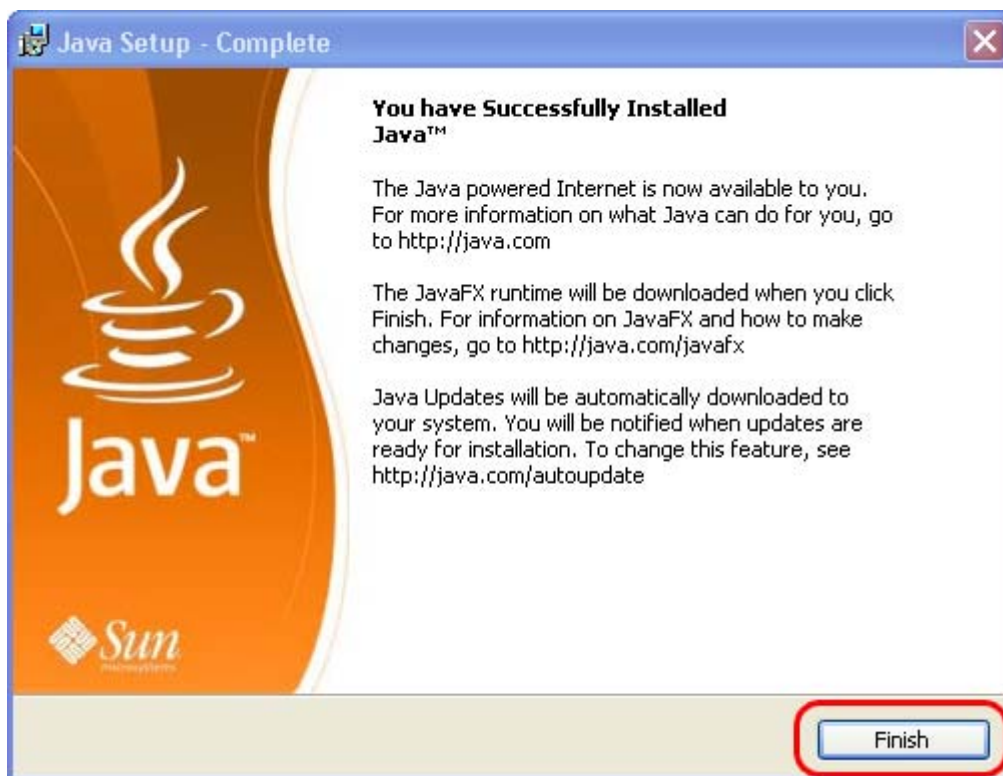 Java Setup - Complete
You have Successfully Installed
Java™
The Java powered Internet is now available to you.
For more information on what Java can do for you, go
to http://java.com
The JavaFX runtime will be downloaded when you click
Finish. For information on JavaFX and how to make
changes, go to http://java.com/javafx
Java Updates will be automatically downloaded to
your system. You will be notified when updates are
ready for installation. To change this feature, see
http://java.com/autoupdate
Java™
Sun
microsystems
Finish